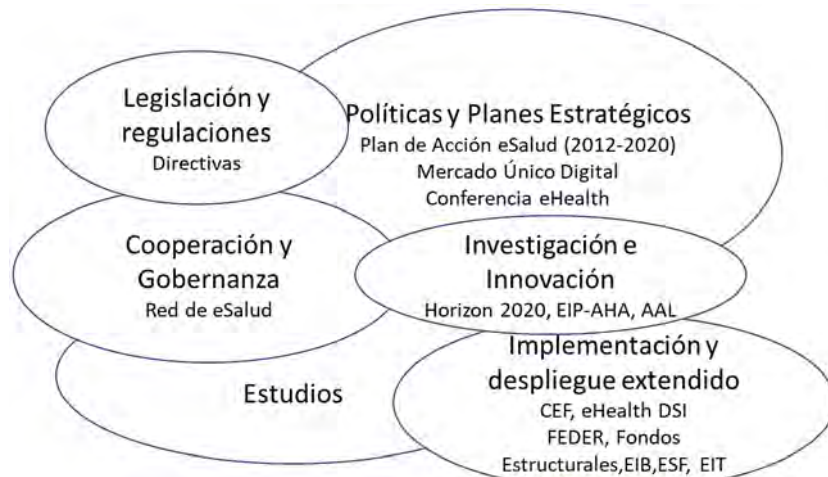 Legislación y
regulaciones
Directivas
Políticas y Planes Estratégicos
Plan de Acción eSalud (2012-2020)
Mercado Único Digital
Conferencia eHealth
Cooperación y
Gobernanza
Red de eSalud
Investigación e
Innovación
Horizon 2020, EIP-AHA, AAL
Estudios
Implementación y
despliegue extendido
CEF, eHealth DSI
FEDER, Fondos
Estructurales,EIB,ESF, EIT